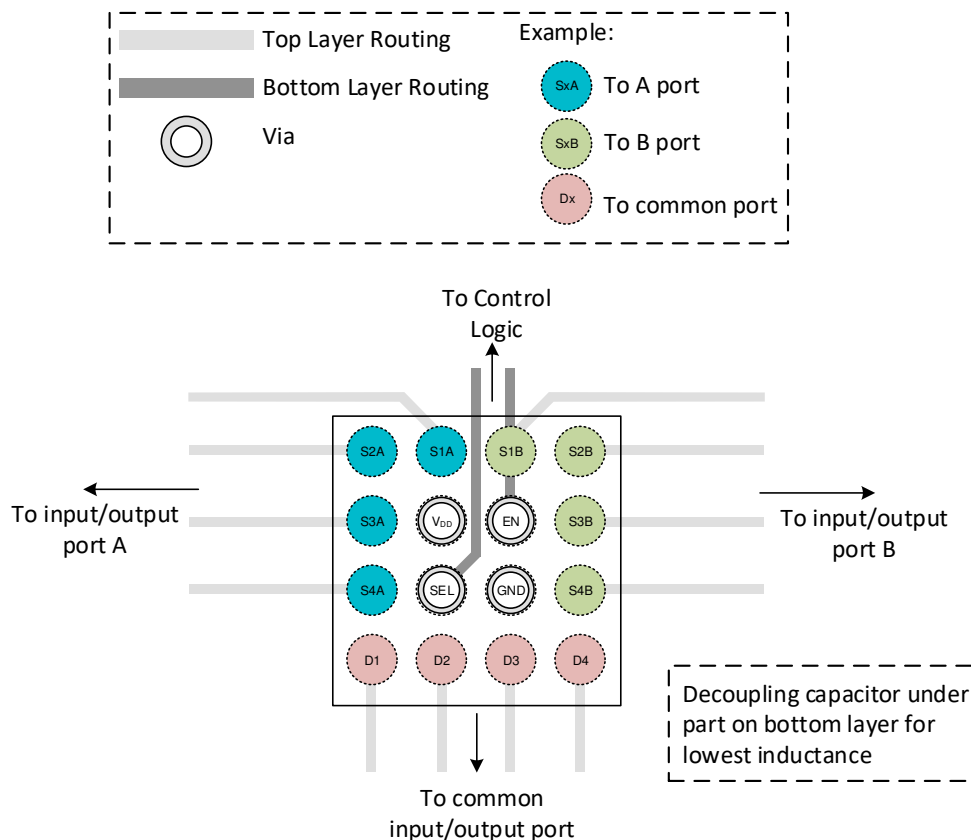 Top Layer Routing
Bottom Layer Routing
Via
Example:
SxA
To A port
SxB
To B port
Dx
To common port
To Control
Logic
S2A
S1A
S1B
S2B
To input/output
port A
S3A
VDD
EN
S3B
To input/output
port B
S4A
SEL
GND
S4B
D1
D2
D3
D4
Decoupling capacitor under
part on bottom layer for
lowest inductance
To common
input/output port